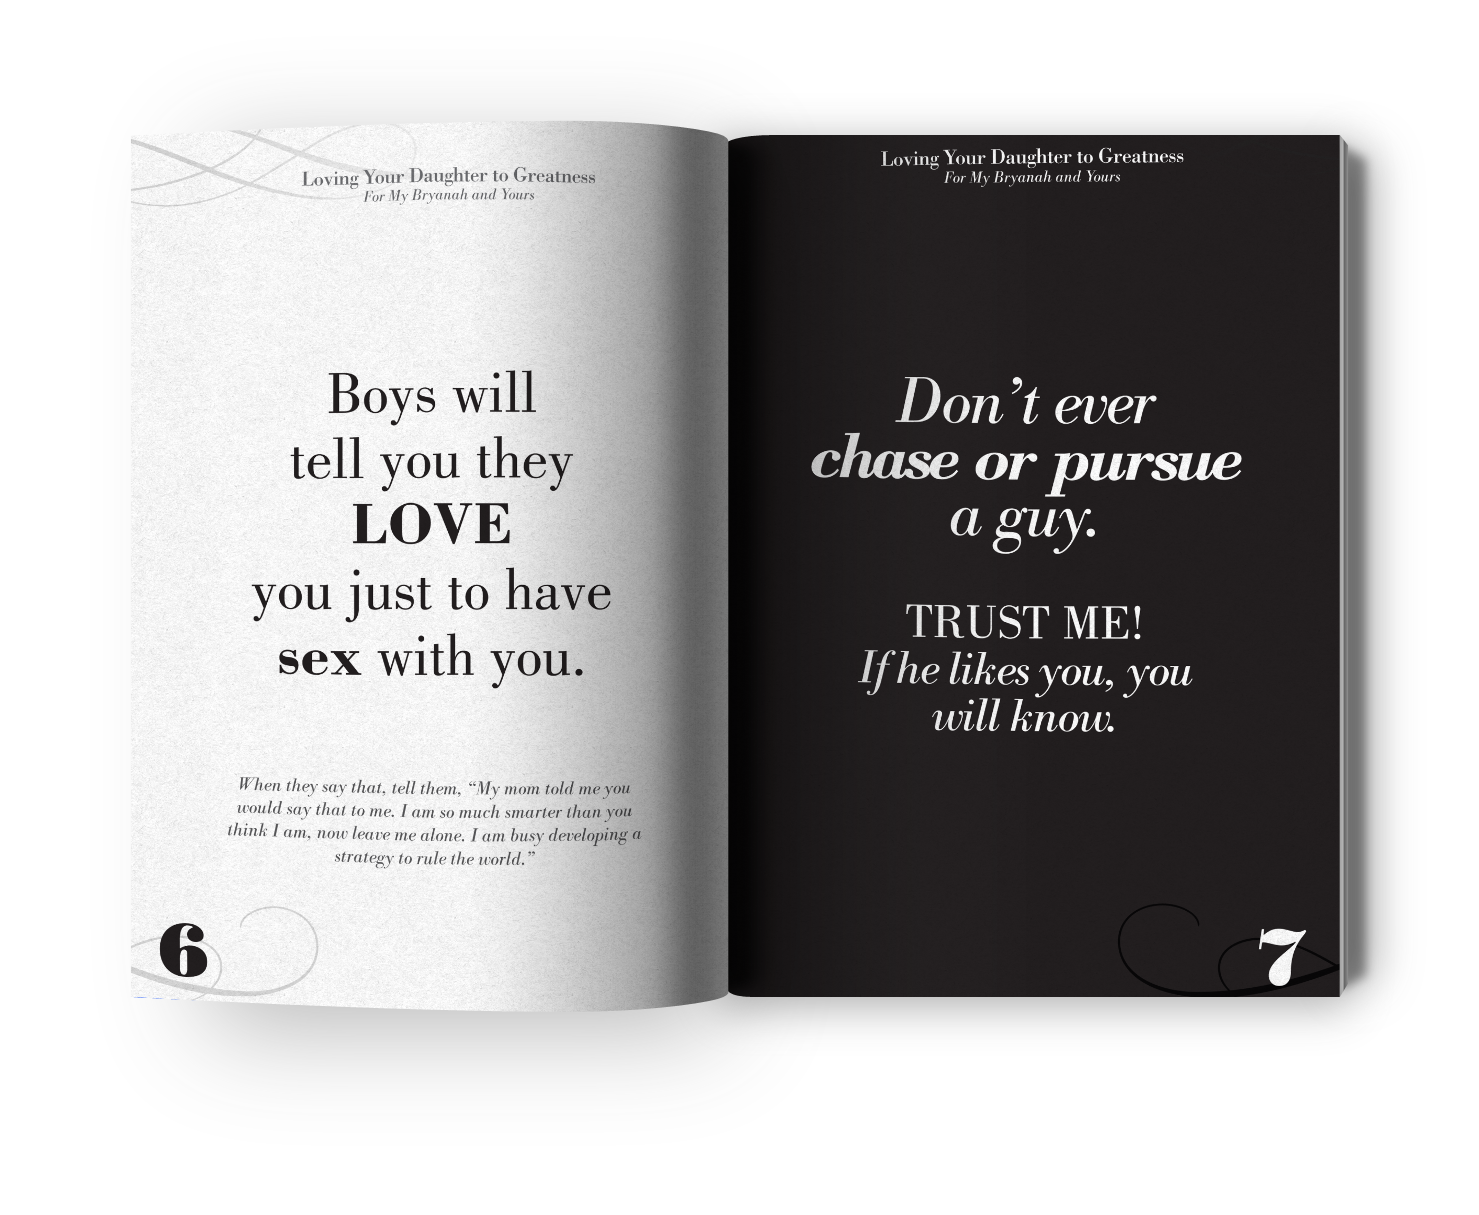 Loving Your Daughter to Greatness
For My Bryanah and Yours
Boys will
tell you they
LOVE
you just to have
sex with you.
When they say that, tell them, “My mom told me you
would say that to me. I am so much smarter than you
think I am, now leave me alone. I am busy developing a
strategy to rule the world.”
6
Loving Your Daughter to Greatness
For My Bryanah and Yours
Don’t ever
chase or pursue
a guy.
TRUST ME!
If he likes you, you
will know.
7